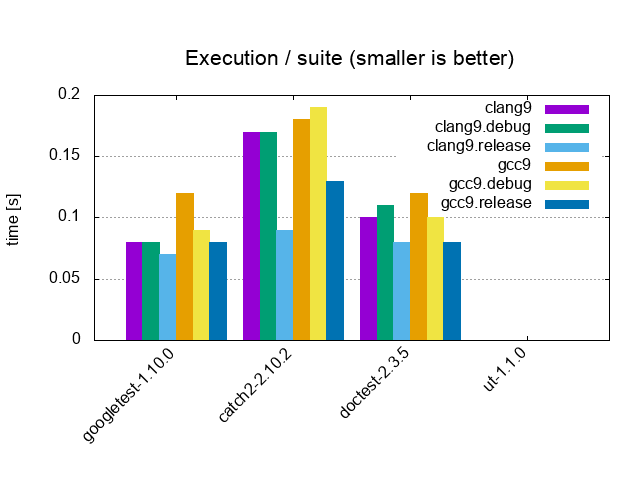 Execution / suite (smaller is better)
time [s]
0.2
0.15
0.1
0.05
0
clang9
clang9.debug
clang9.release
gcc9
gcc9.debug
gcc9.release
googletest-1.10.0
catch2-2.10.2
doctest-2.3.5
ut-1.1.0